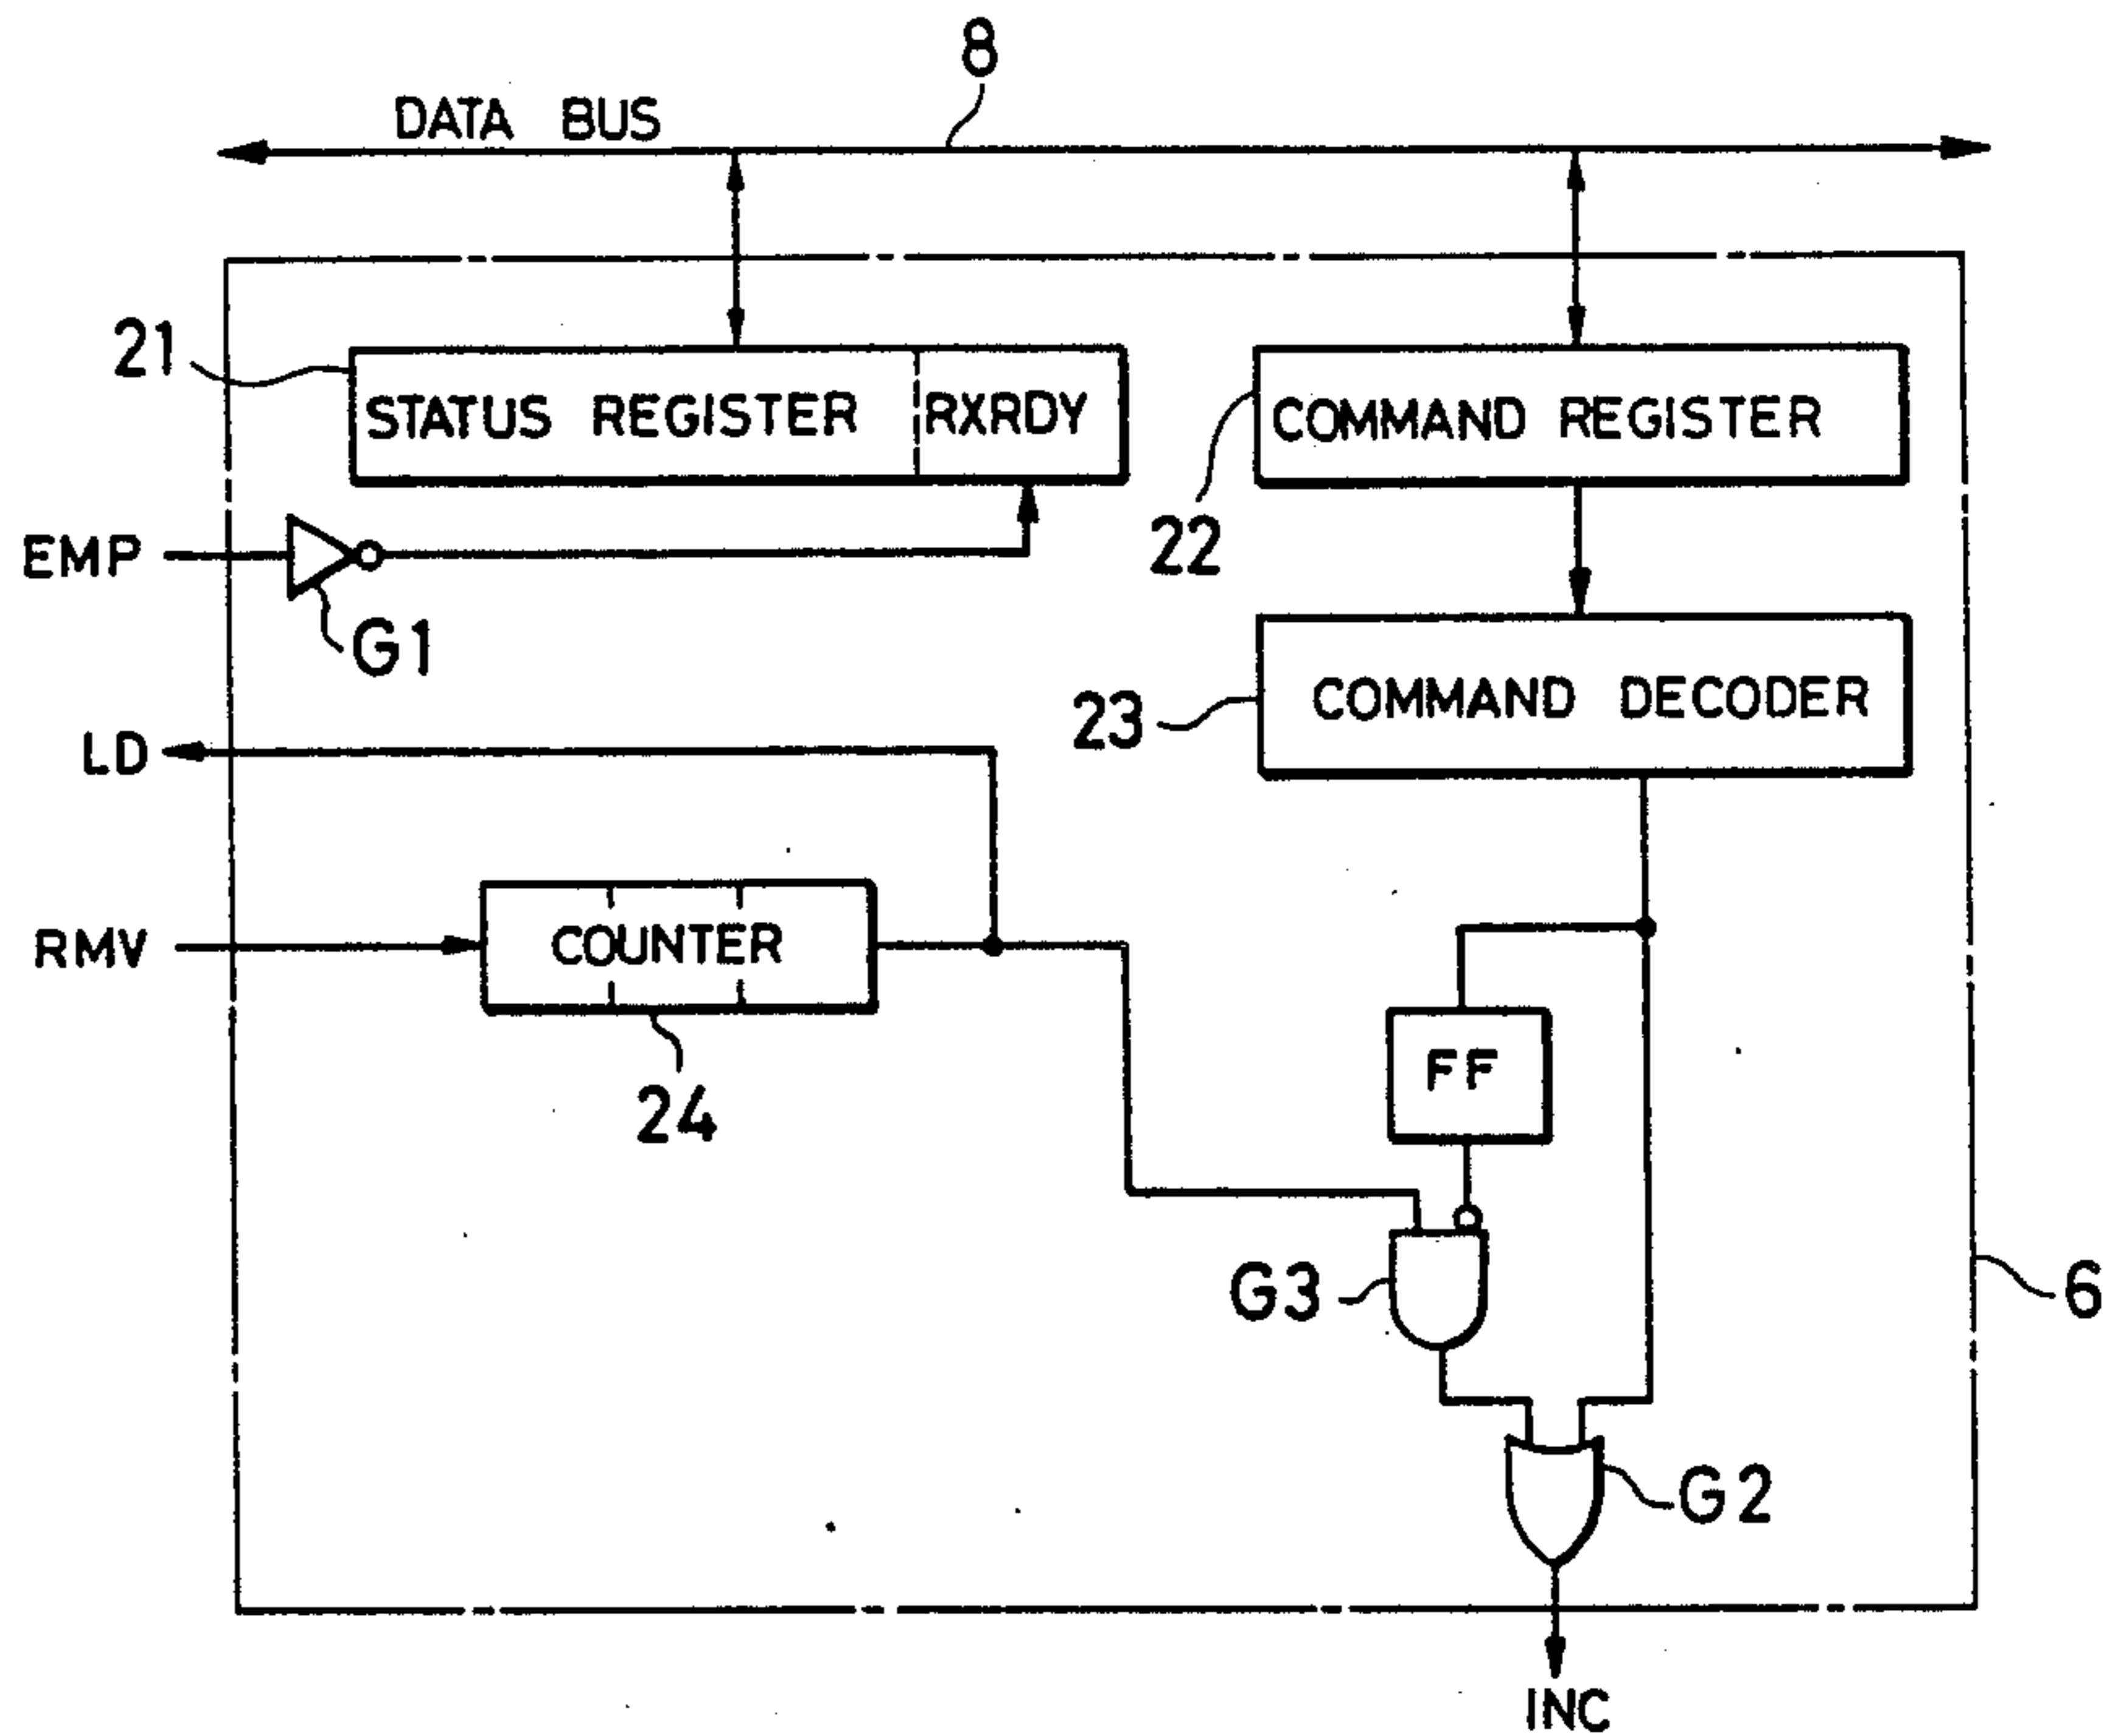 8
DATA BUS
21
STATUS REGISTER
RXRDY
COMMAND REGISTER
22
EMP
G1
23
COMMAND DECODER
LD
RMV
COUNTER
24
FF
G3
6
G2
INC